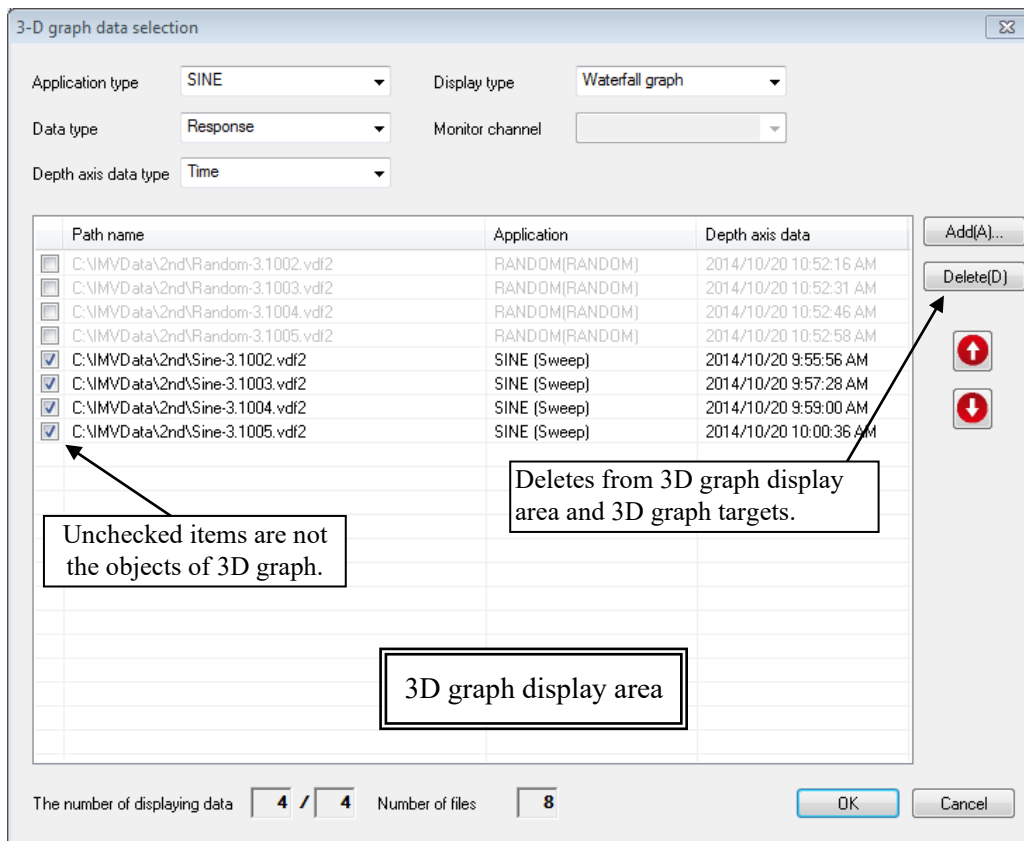 3-D graph data selection
Application type SINE Display type Waterfall graph
Data type Response Monitor channel
Depth axis data type Time
Path name Application Depth axis data Add(A)...
C:\IMVData\2nd\Random-3.1002.vdf2 RANDOM(RANDOM) 2014/10/20 10:52:16 AM
C:\IMVData\2nd\Random-3.1003.vdf2 RANDOM(RANDOM) 2014/10/20 10:52:31 AM Delete(D)
C:\IMVData\2nd\Random-3.1004.vdf2 RANDOM(RANDOM) 2014/10/20 10:52:46 AM
C:\IMVData\2nd\Random-3.1005.vdf2 RANDOM(RANDOM) 2014/10/20 10:52:58 AM
C:\IMVData\2nd\Sine-3.1002.vdf2 SINE (Sweep) 2014/10/20 9:55:56 AM
C:\IMVData\2nd\Sine-3.1003.vdf2 SINE (Sweep) 2014/10/20 9:57:28 AM
C:\IMVData\2nd\Sine-3.1004.vdf2 SINE (Sweep) 2014/10/20 9:59:00 AM
C:\IMVData\2nd\Sine-3.1005.vdf2 SINE (Sweep) 2014/10/20 10:00:36 AM
Deletes from 3D graph display
area and 3D graph targets.
Unchecked items are not
the objects of 3D graph.
3D graph display area
The number of displaying data 4 / 4 Number of files 8 OK Cancel